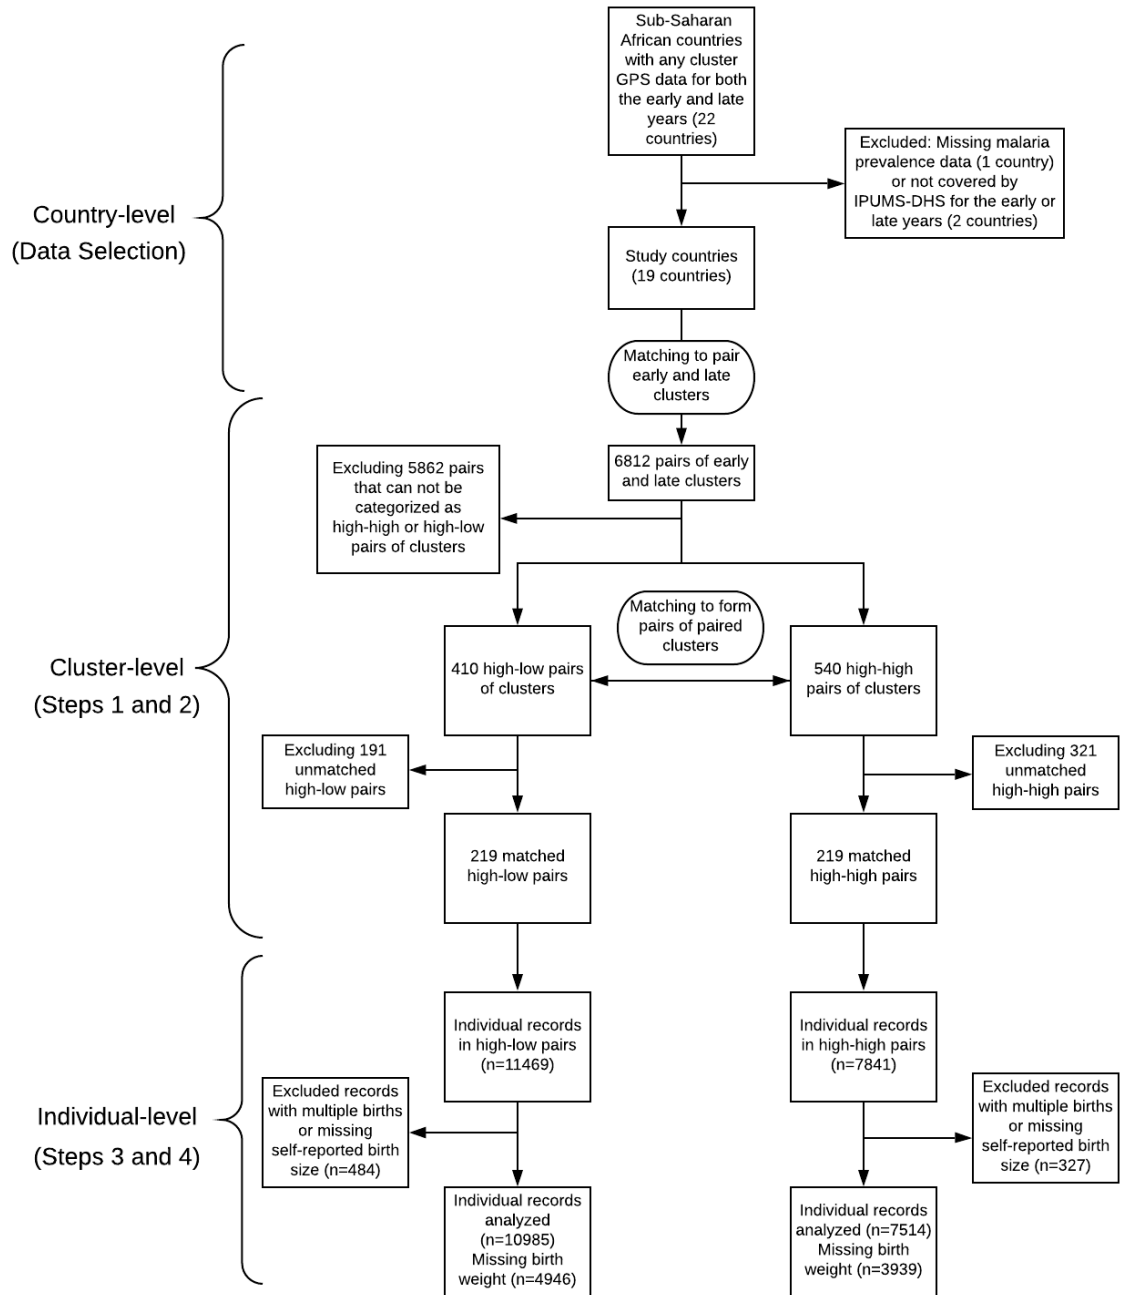 Sub-Saharan
African countries
with any cluster
GPS data for both
the early and late
years (22
countries)
Excluded: Missing malaria
prevalence data (1 country)
or not covered by
IPUMS-DHS for the early or
late years (2 countries)
Country-level
(Data Selection)
Study countries
(19 countries)
Matching to pair
early and late
clusters
6812 pairs of early
and late clusters
Excluding 5862 pairs
that can not be
categorized as
high-high or high-low
pairs of clusters
Matching to form
pairs of paired
clusters
Cluster-level
(Steps 1 and 2)
410 high-low pairs
of clusters
540 high-high
pairs of clusters
Excluding 191
unmatched
high-low pairs
Excluding 321
unmatched
high-high pairs
219 matched
high-low pairs
219 matched
high-high pairs
Individual records
in high-low pairs
(n=11469)
Individual records
in high-high pairs
(n=7841)
Individual-level
(Steps 3 and 4)
Excluded records
with multiple births
or missing
self-reported birth
size (n=484)
Excluded records
with multiple births
or missing
self-reported birth
size (n=327)
Individual records
analyzed
(n=10985)
Missing birth
weight (n=4946)
Individual records
analyzed (n=7514)
Missing birth
weight (n=3939)